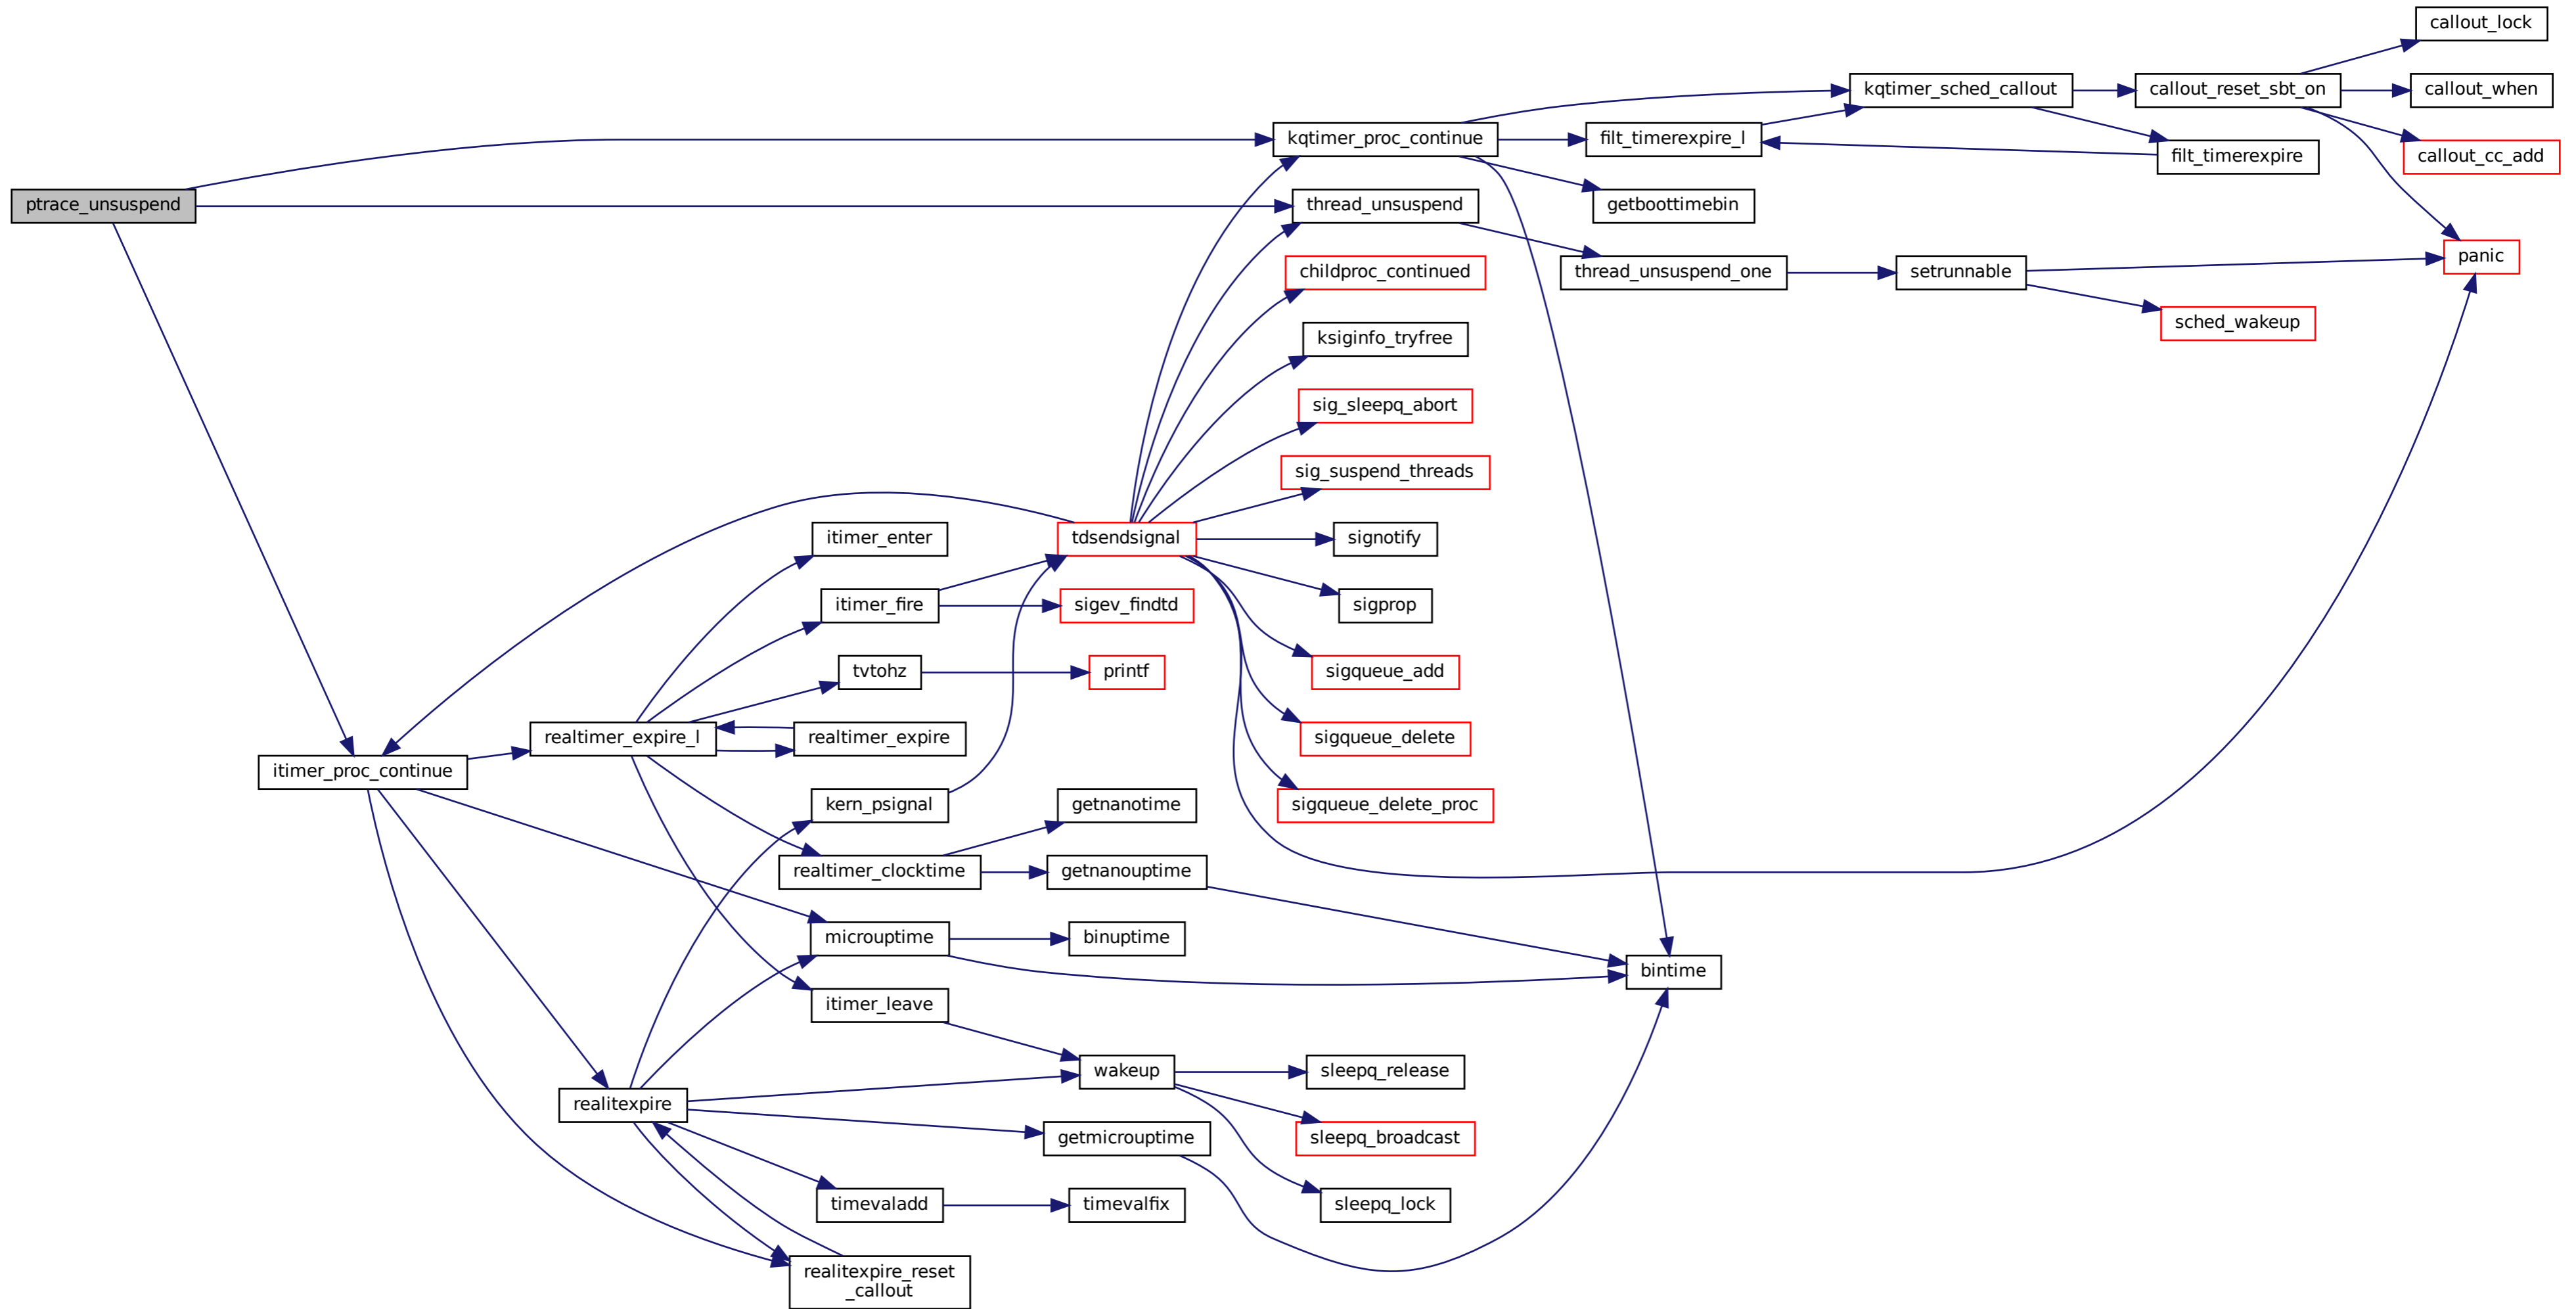 callout_lock
kqtimer_sched_callout
callout_reset_sbt_on
callout_when
kqtimer_proc_continue
filt_timerexpire_l
filt_timerexpire
callout_cc_add
ptrace_unsuspend
thread_unsuspend
getboottimebin
childproc_continued
thread_unsuspend_one
setrunnable
panic
ksiginfo_tryfree
sched_wakeup
sig_sleepq_abort
sig_suspend_threads
itimer_enter
tdsendsignal
signotify
itimer_fire
sigev_findtd
sigprop
tvtohz
printf
sigqueue_add
realtimer_expire_l
realtimer_expire
sigqueue_delete
itimer_proc_continue
kern_psignal
getnanotime
sigqueue_delete_proc
realtimer_clocktime
getnanouptime
microuptime
binuptime
bintime
itimer_leave
wakeup
sleepq_release
realitexpire
getmicrouptime
sleepq_broadcast
timevaladd
timevalfix
sleepq_lock
realitexpire_reset
_callout